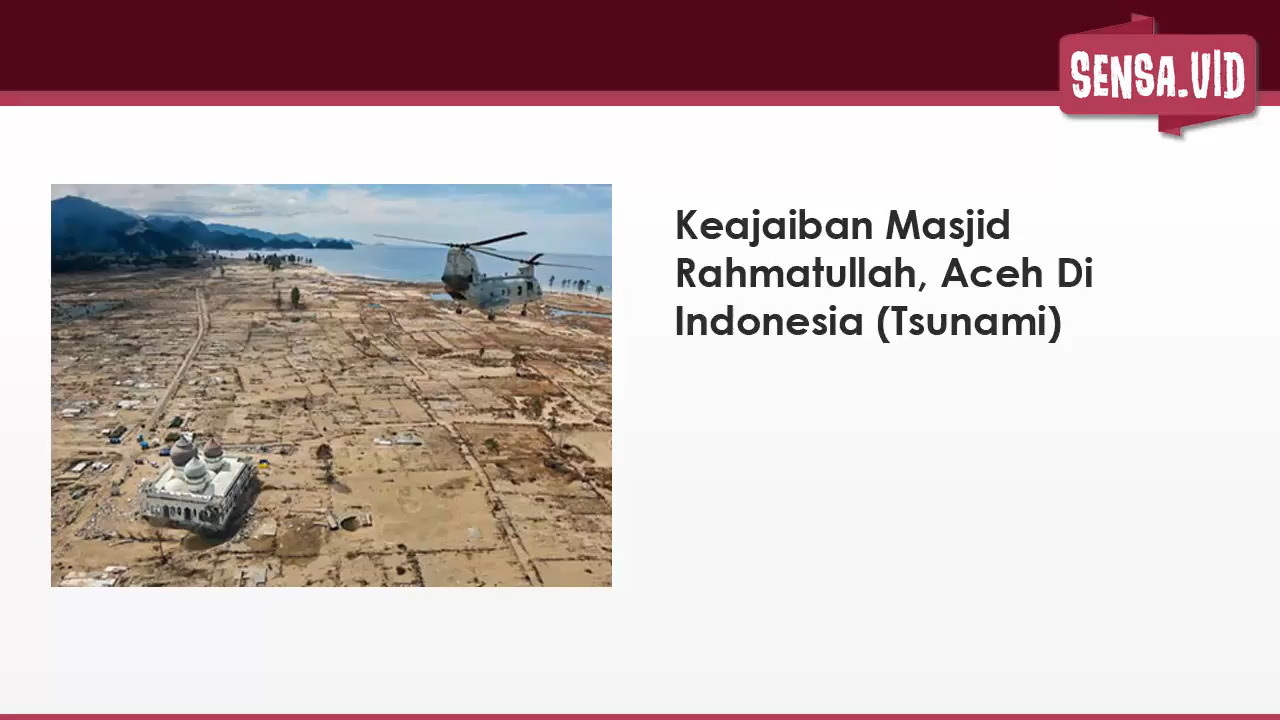 SENSA.VID
Keajaiban Masjid
Rahmatullah, Aceh Di
Indonesia (Tsunami)